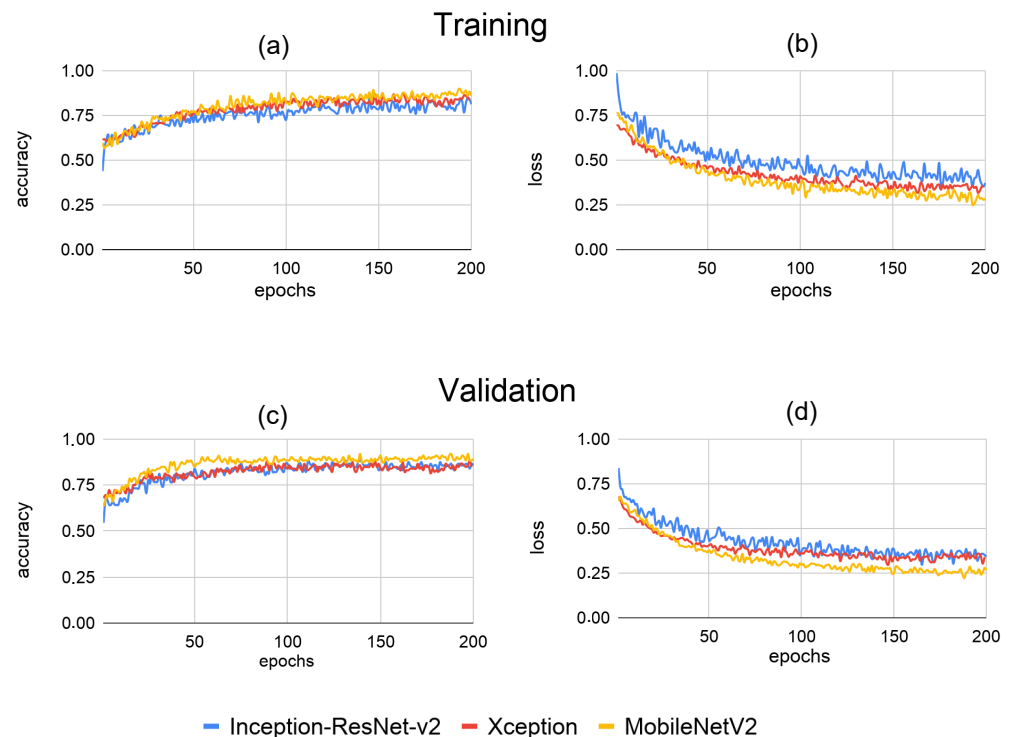 Training
(a)
(b)
1.00
0.75
0.50
0.25
0.00
accuracy
50 100 150 200
epochs
1.00
0.75
0.50
0.25
0.00
loss
50 100 150 200
epochs
Validation
(c)
(d)
1.00
0.75
0.50
0.25
0.00
accuracy
50 100 150 200
epochs
1.00
0.75
0.50
0.25
0.00
loss
50 100 150 200
epochs
Inception-ResNet-v2 Xception MobileNetV2